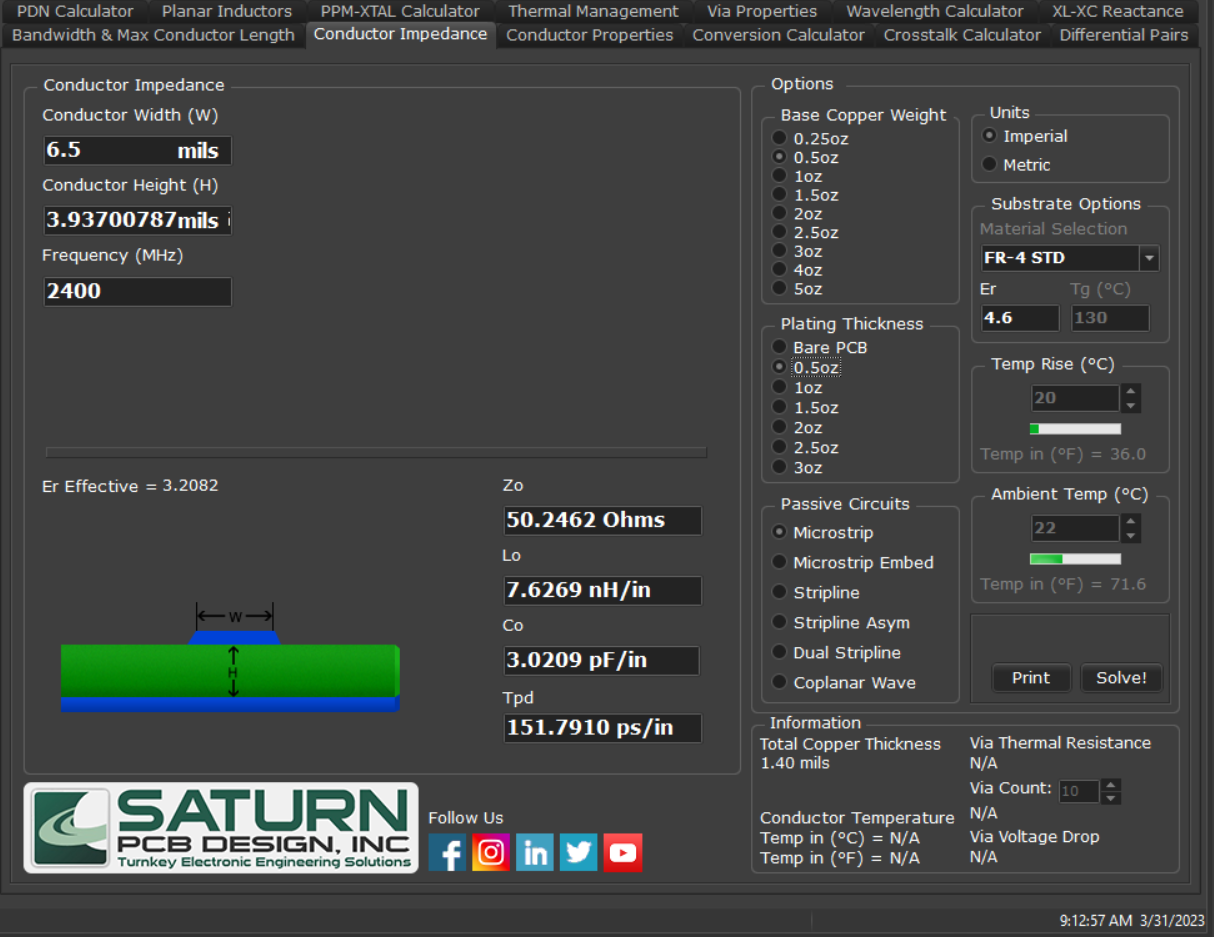 PDN Calculator Planar Inductors PPM-XTAL Calculator Thermal Management Via Properties Wavelength Calculator XL-XC Reactance
Bandwidth & Max Conductor Length Conductor Impedance Conductor Properties Conversion Calculator Crosstalk Calculator Differential Pairs
Conductor Impedance
Conductor Width (W)
6.5 mils
Conductor Height (H)
3.93700787 mils
Frequency (MHz)
2400
Er Effective = 3.2082
W
H
Zo
50.2462 Ohms
Lo
7.6269 nH/in
Co
3.0209 pF/in
Tpd
151.7910 ps/in
Options
Base Copper Weight
0.25oz
0.5oz
1oz
1.5oz
2oz
2.5oz
3oz
4oz
5oz
Plating Thickness
Bare PCB
0.5oz
1oz
1.5oz
2oz
2.5oz
3oz
Passive Circuits
Microstrip
Microstrip Embed
Stripline
Stripline Asym
Dual Stripline
Coplanar Wave
Units
Imperial
Metric
Substrate Options
Material Selection
FR-4 STD
Er Tg (°C)
4.6 130
Temp Rise (°C)
20
Temp in (°F) = 36.0
Ambient Temp (°C)
22
Temp in (°F) = 71.6
Print Solve!
Information
Total Copper Thickness
1.40 mils
Conductor Temperature
Temp in (°C) = N/A
Temp in (°F) = N/A
Via Thermal Resistance
N/A
Via Count: 10
N/A
Via Voltage Drop
N/A
SATURN
PCB DESIGN, INC
Turnkey Electronic Engineering Solutions
Follow Us
f
in
9:12:57 AM 3/31/2023